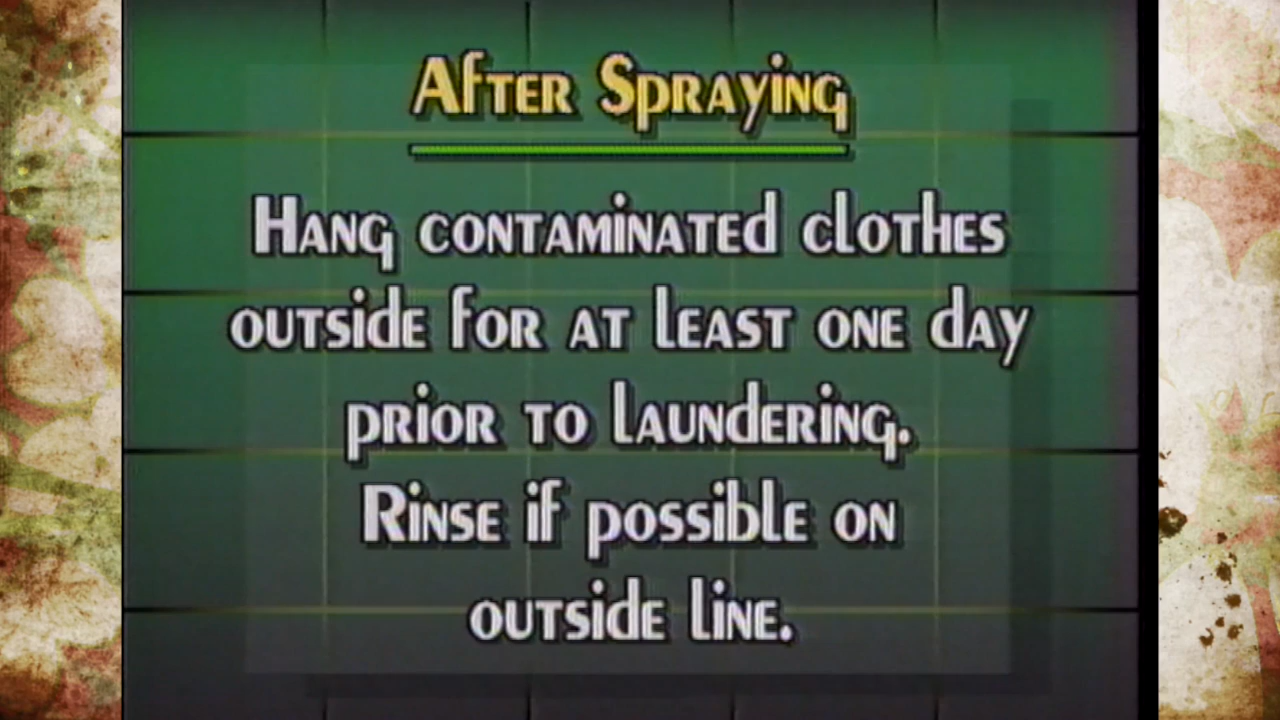 After Spraying
Hang contaminated clothes
outside for at least one day
prior to laundering.
Rinse if possible on
outside line.